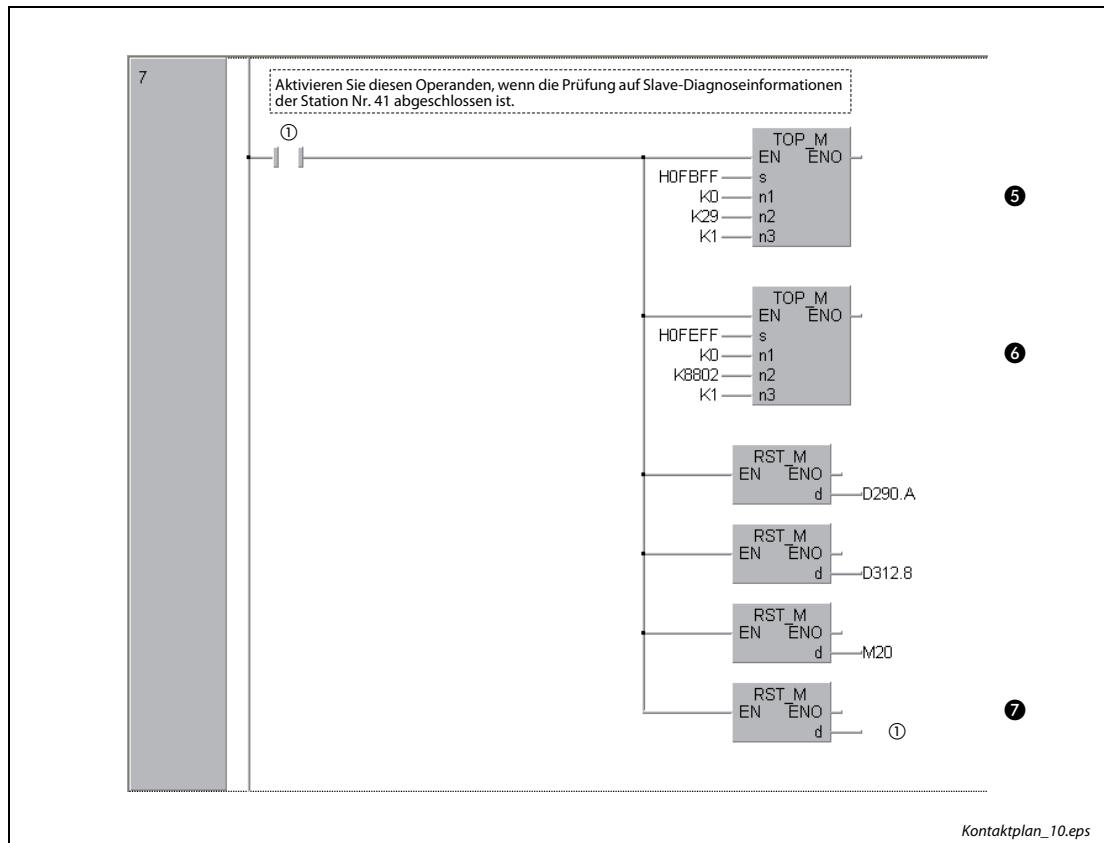 7
Aktivieren Sie diesen Operanden, wenn die Prüfung auf Slave-Diagnoseinformationen
der Station Nr. 41 abgeschlossen ist.
①
TOP_M
EN ENO
H0FBFF s
K0 n1
K29 n2
K1 n3
❺
TOP_M
EN ENO
H0FEFF s
K0 n1
K8802 n2
K1 n3
❻
RST_M
EN ENO
d D290.A
RST_M
EN ENO
d D312.8
RST_M
EN ENO
d M20
RST_M
EN ENO
❼
d ①
Kontaktplan_10.eps